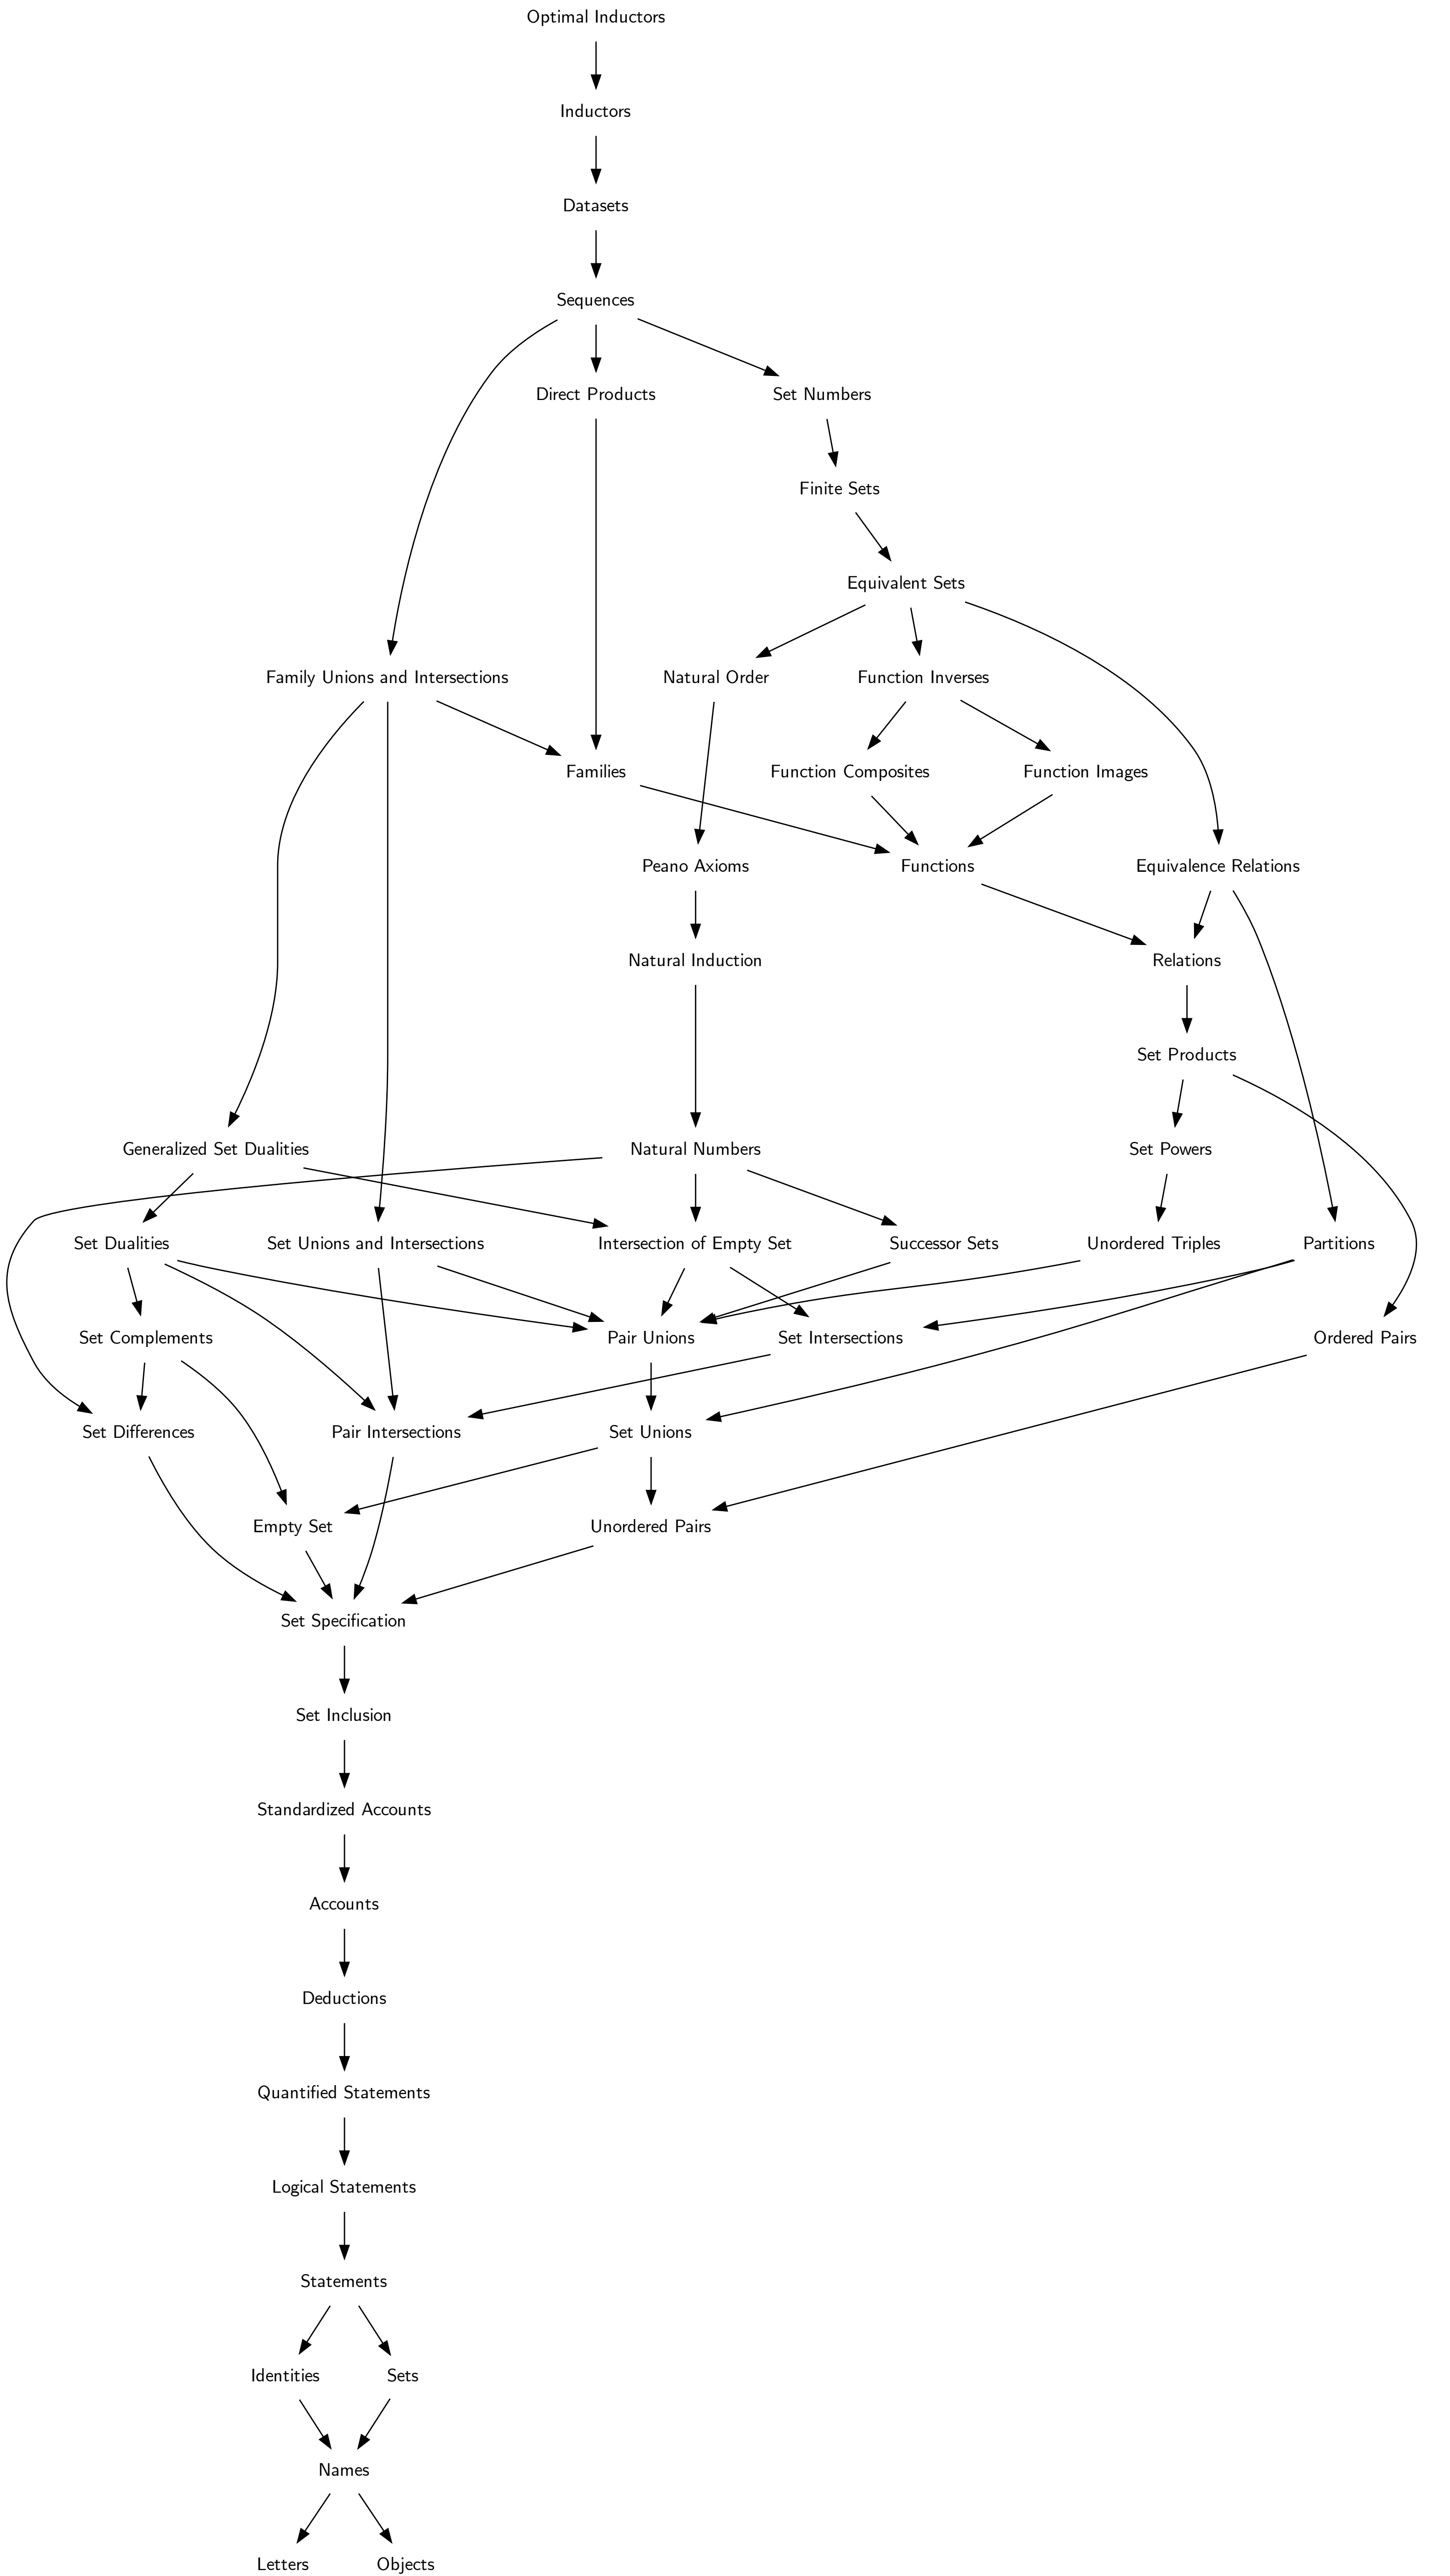 Optimal Inductors
Inductors
Datasets
Sequences
Direct Products
Set Numbers
Finite Sets
Equivalent Sets
Family Unions and Intersections
Natural Order
Function Inverses
Families
Function Composites
Function Images
Peano Axioms
Functions
Equivalence Relations
Natural Induction
Relations
Set Products
Generalized Set Dualities
Natural Numbers
Set Powers
Set Dualities
Set Unions and Intersections
Intersection of Empty Set
Successor Sets
Unordered Triples
Partitions
Set Complements
Pair Unions
Set Intersections
Ordered Pairs
Set Differences
Pair Intersections
Set Unions
Empty Set
Unordered Pairs
Set Specification
Set Inclusion
Standardized Accounts
Accounts
Deductions
Quantified Statements
Logical Statements
Statements
Identities
Sets
Names
Letters
Objects